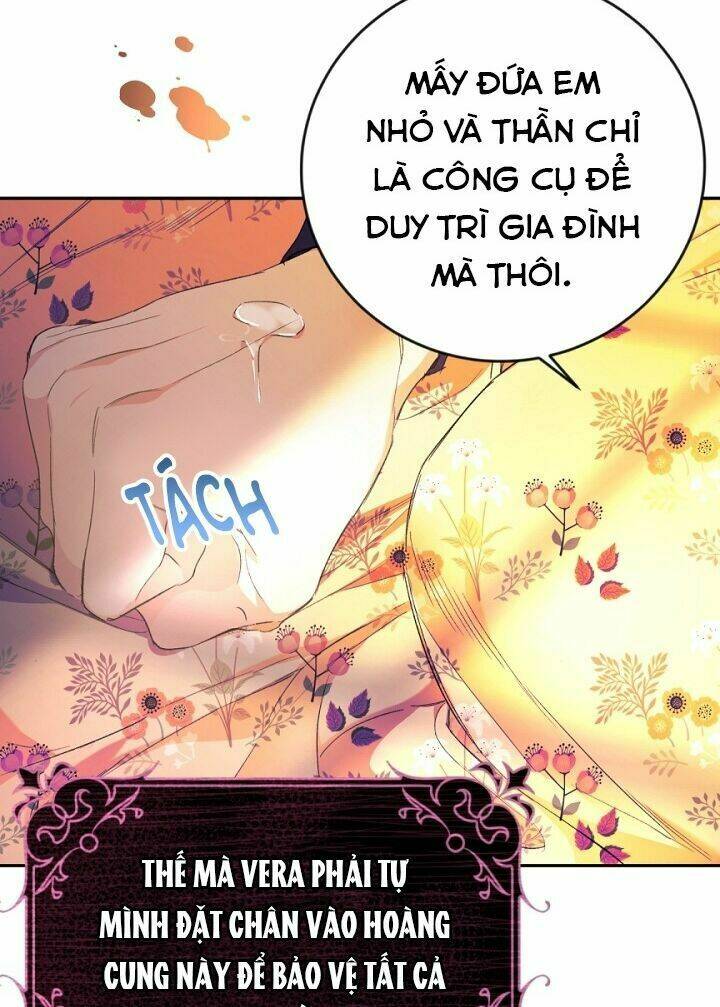 MẤY ĐỨA EM
NHỎ VÀ THẦN CHỈ
LÀ CÔNG CỤ ĐỂ
DUY TRÌ GIA ĐÌNH
MÀ THÔI.
TÁCH
THẾ MÀ VERA PHẢI TỰ
MÌNH ĐẶT CHÂN VÀO HOÀNG
CUNG NÀY ĐỂ BẢO VỆ TẤT CẢ